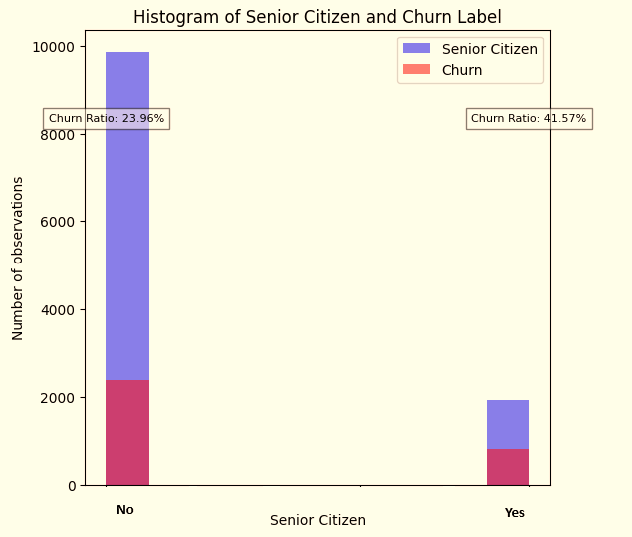 Histogram of Senior Citizen and Churn Label
Senior Citizen
Churn
Churn Ratio: 23.96%
Churn Ratio: 41.57%
Number of observations
10000
8000
6000
4000
2000
0
No
Yes
Senior Citizen